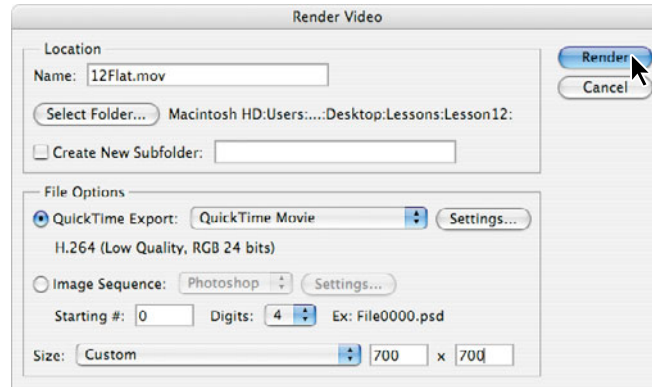 Render Video
Location
Name: 12Flat.mov
Select Folder... Macintosh HD:Users:...:Desktop:Lessons:Lesson12:
Create New Subfolder:
Render
Cancel
File Options
QuickTime Export: QuickTime Movie Settings...
H.264 (Low Quality, RGB 24 bits)
Image Sequence: Photoshop Settings...
Starting #: 0 Digits: 4 Ex: File0000.psd
Size: Custom 700 x 700